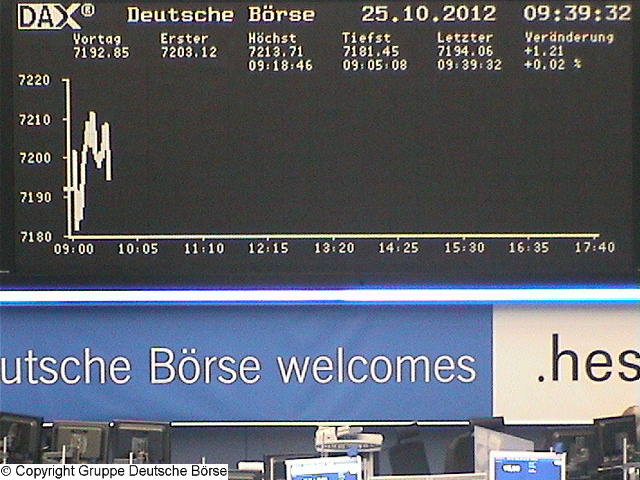 DAX® Deutsche Börse 25.10.2012 09:39:32
Vortag Erster Höchst Tiefst Letzter Veränderung
7192.85 7203.12 7213.71 7181.45 7194.06 +1.21
09:18:46 09:05:08 09:39:32 +0.02 %
7220
7210
7200
7190
7180
09:00 10:05 11:10 12:15 13:20 14:25 15:30 16:35 17:40
utsche Börse welcomes .hes
© Copyright Gruppe Deutsche Börse